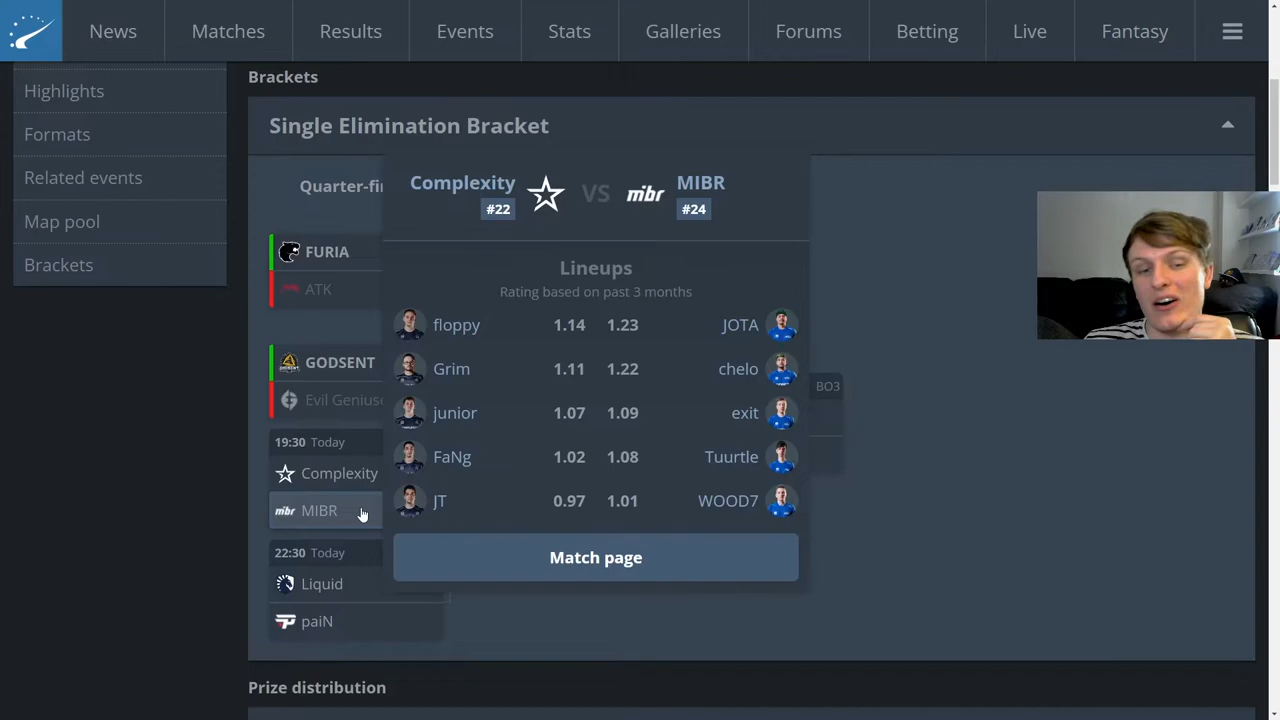 News Matches Results Events Stats Galleries Forums Betting Live Fantasy
Highlights
Formats
Related events
Map pool
Brackets
Brackets
Single Elimination Bracket
Quarter-fi
FURIA
ATK
GODSENT
Evil Geniuse
19:30 Today
Complexity
MIBR
22:30 Today
Liquid
paiN
Complexity VS mibr MIBR
#22 #24
Lineups
Rating based on past 3 months
floppy 1.14 1.23 JOTA
Grim 1.11 1.22 chelo
junior 1.07 1.09 exit
FaNg 1.02 1.08 Tuurtle
JT 0.97 1.01 WOOD7
Match page
BO3
Prize distribution